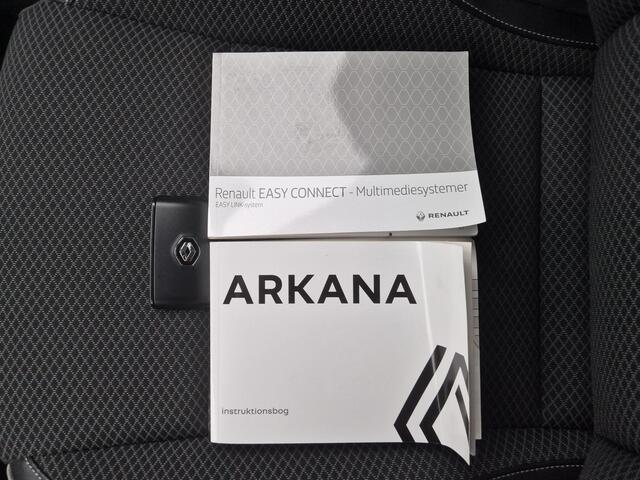 Renault EASY CONNECT - Multimediesystemer
EASY LINK-system
RENAULT
ARKANA
instruktionsbog